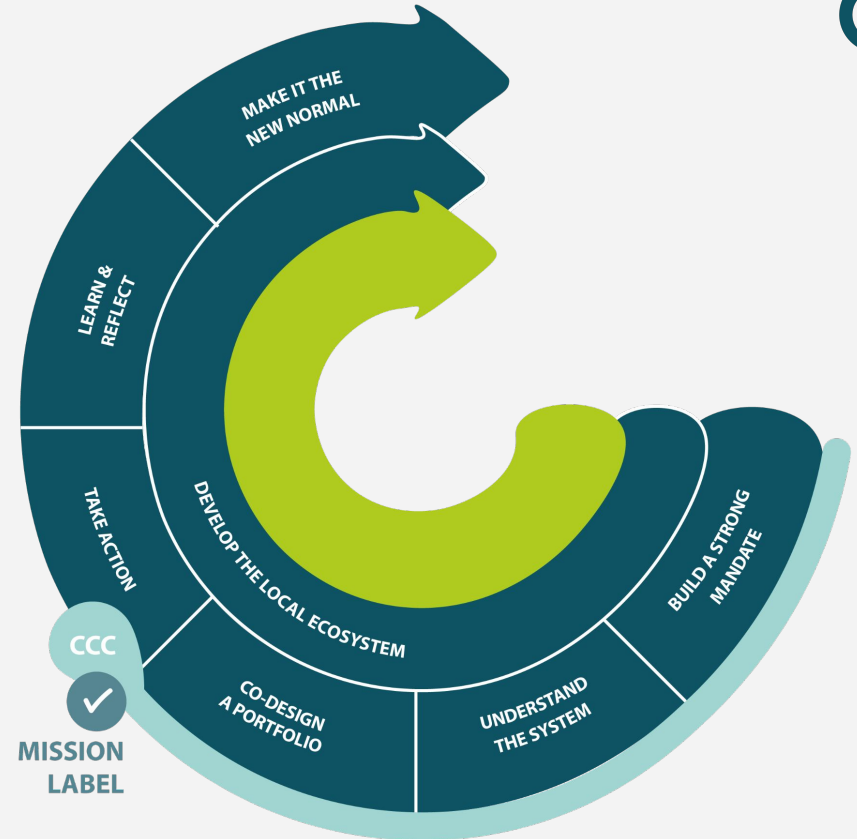 MAKE IT THE
NEW NORMAL
LEARN &
REFLECT
TAKE ACTION
DEVELOP THE LOCAL ECOSYSTEM
BUILD A STRONG
MANDATE
UNDERSTAND
THE SYSTEM
CO-DESIGN
A PORTFOLIO
CCC
MISSION
LABEL